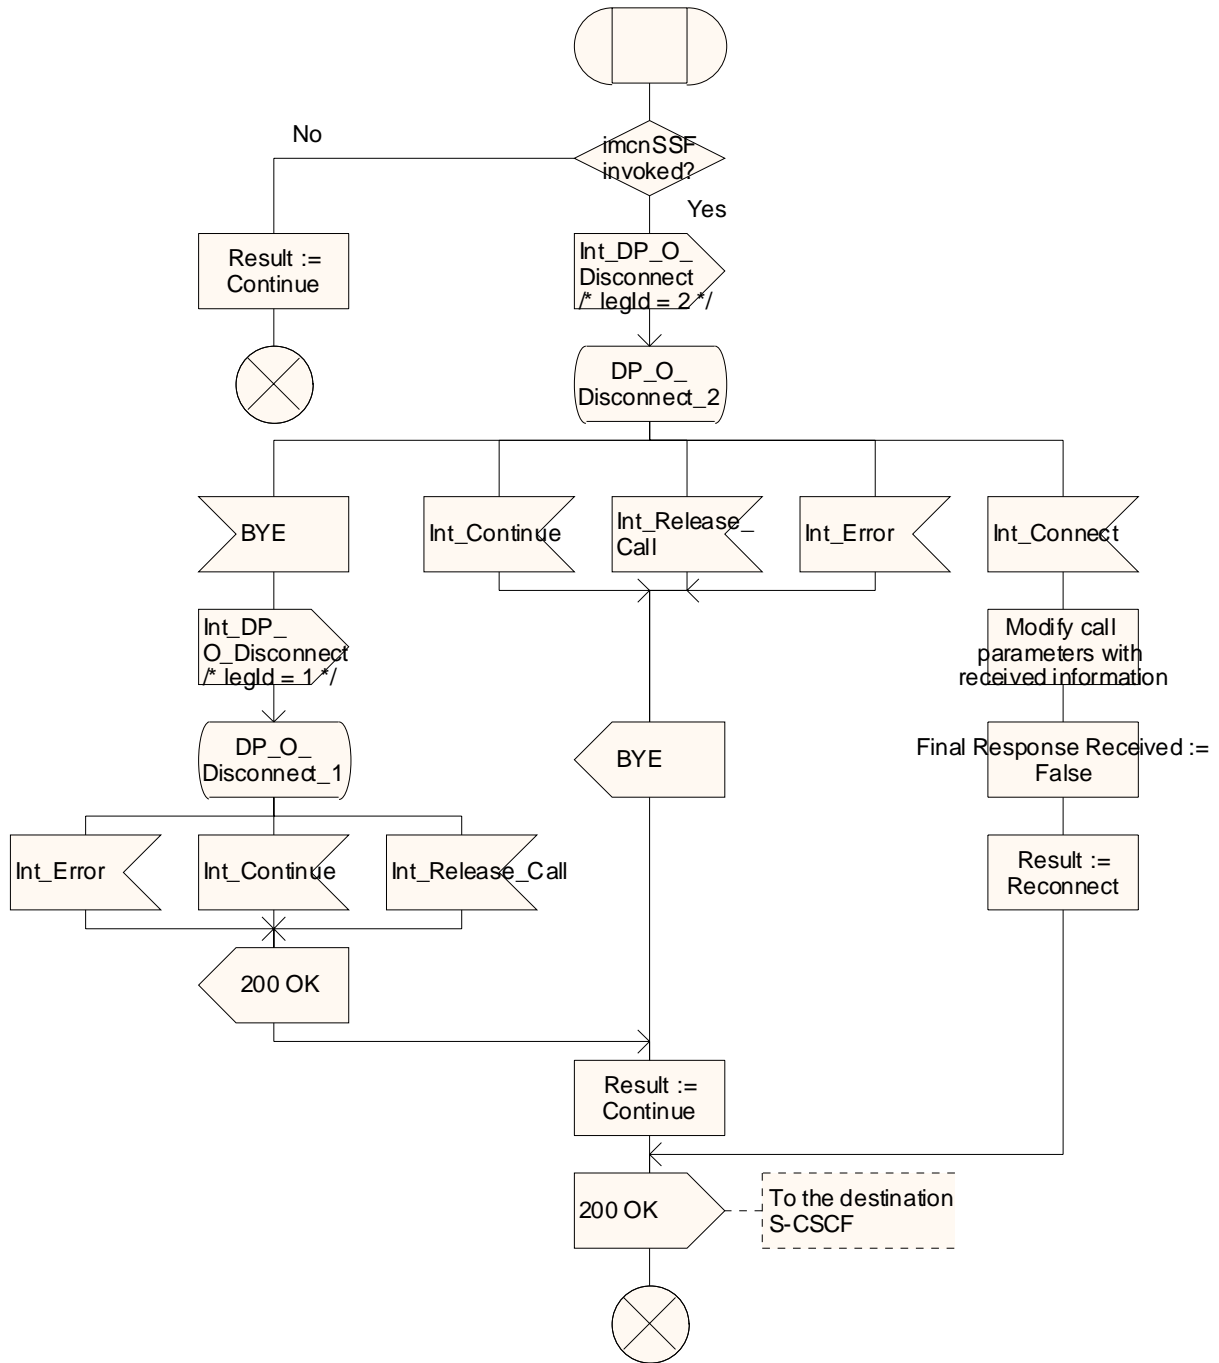 No
imcnSSF
invoked?
Yes
Result :=
Continue
Int_DP_O_
Disconnect
/* legId = 2 */
DP_O_
Disconnect_2
BYE
Int_Continue
Int_Release_
Call
Int_Error
Int_Connect
Int_DP_
O_Disconnect
/* legId = 1 */
Modify call
parameters with
received information
DP_O_
Disconnect_1
BYE
Final Response Received :=
False
Int_Error
Int_Continue
Int_Release_Call
Result :=
Reconnect
200 OK
Result :=
Continue
200 OK
To the destination
S-CSCF